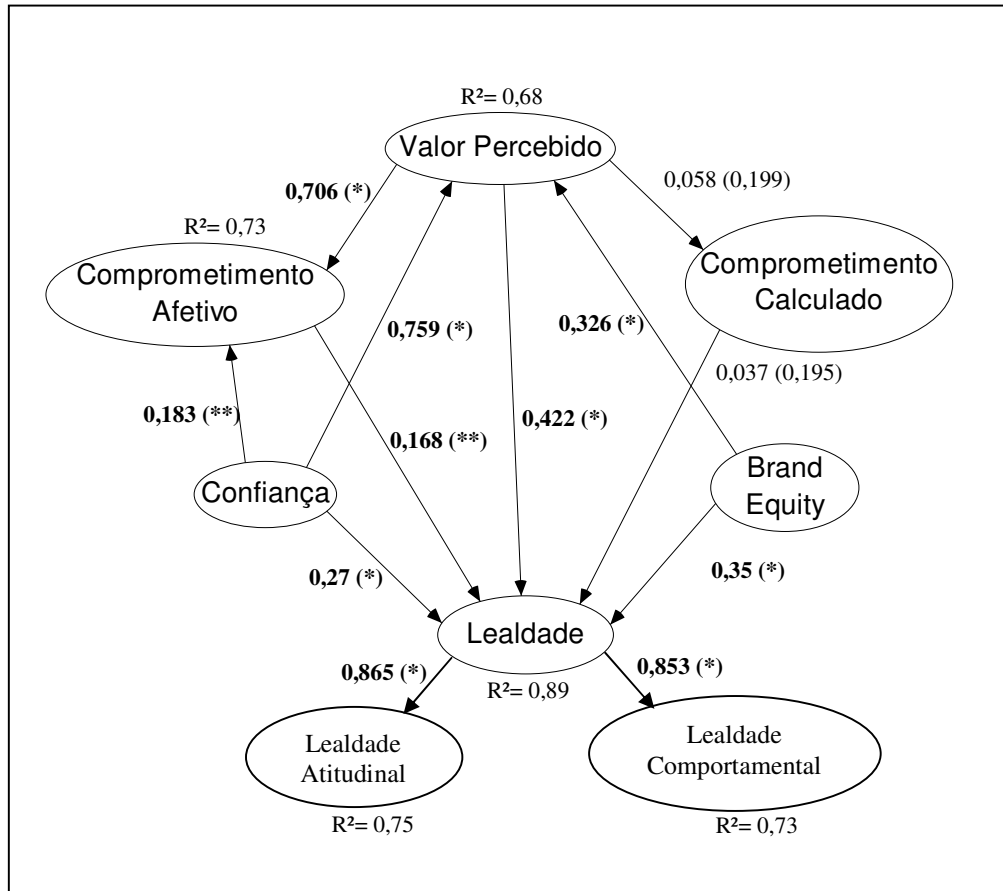 R²= 0,68
Valor Percebido
0,706 (*)
0,058 (0,199)
R²= 0,73
Comprometimento
Afetivo
Comprometimento
Calculado
0,759 (*)
0,326 (*)
0,037 (0,195)
0,183 (**)
0,168 (**)
0,422 (*)
Confiança
Brand
Equity
0,27 (*)
0,35 (*)
Lealdade
0,865 (*)
0,853 (*)
R²= 0,89
Lealdade
Atitudinal
Lealdade
Comportamental
R²= 0,75
R²= 0,73